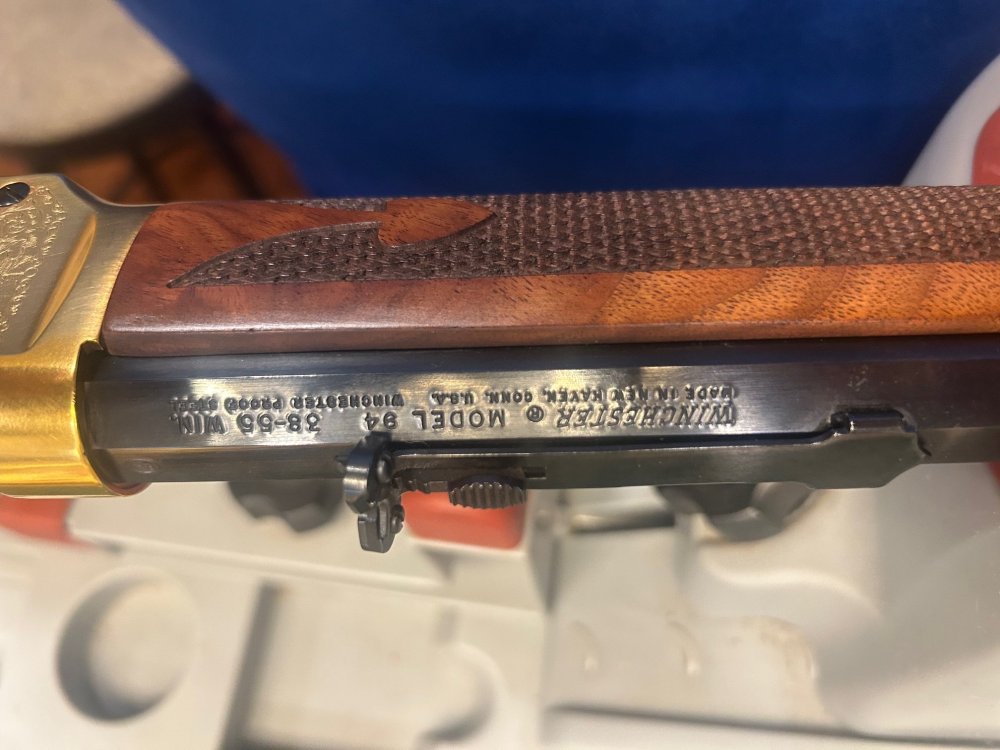 WINCHESTER ® MODEL 94 38-55 WIN.
MADE IN NEW HAVEN, CONN. U.S.A. WINCHESTER PROOF STEEL